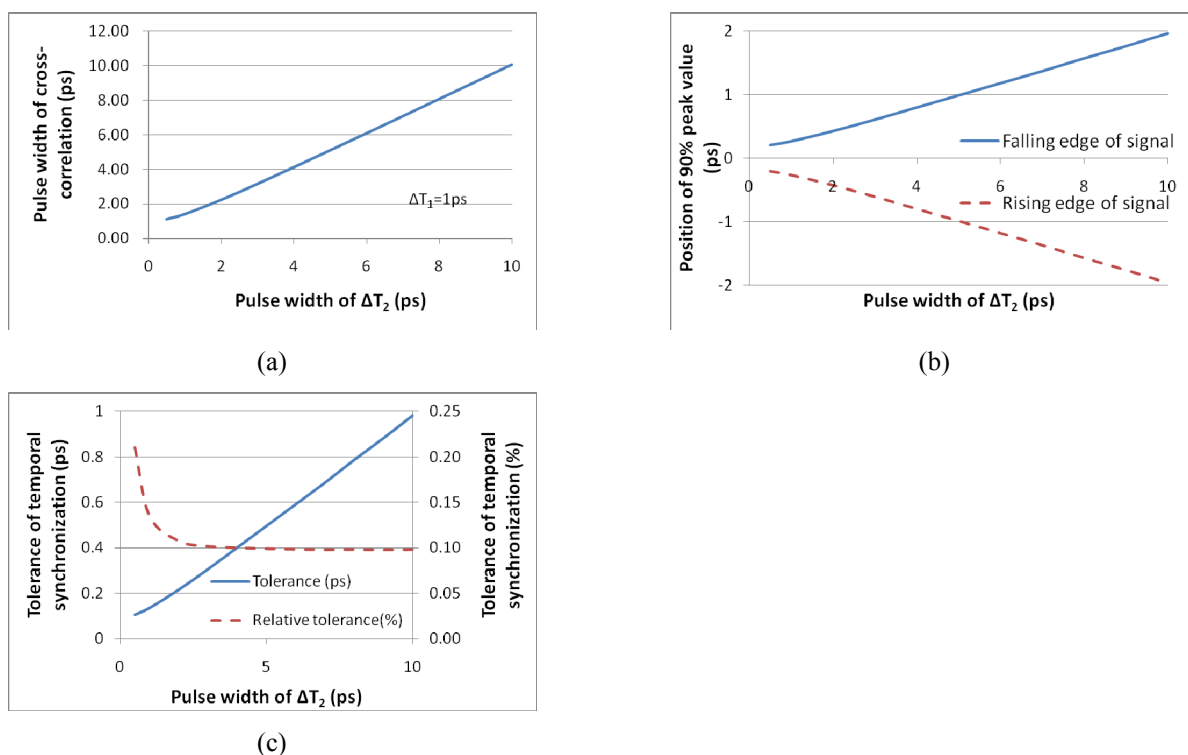 12.00
10.00
8.00
6.00
4.00
2.00
0.00
Pulse width of cross-
correlation (ps)
ΔT₁=1ps
0 2 4 6 8 10
Pulse width of ΔT₂ (ps)
(a)
2
1
0
-1
-2
Position of 90% peak value
(ps)
Falling edge of signal
0 2 4 6 8 10
Rising edge of signal
Pulse width of ΔT₂ (ps)
(b)
1
0.8
0.6
0.4
0.2
0
Tolerance of temporal
synchronization (ps)
Tolerance (ps)
Relative tolerance(%)
0.25
0.20
0.15
0.10
0.05
0.00
Tolerance of temporal
synchronization (%)
0 5 10
Pulse width of ΔT₂ (ps)
(c)